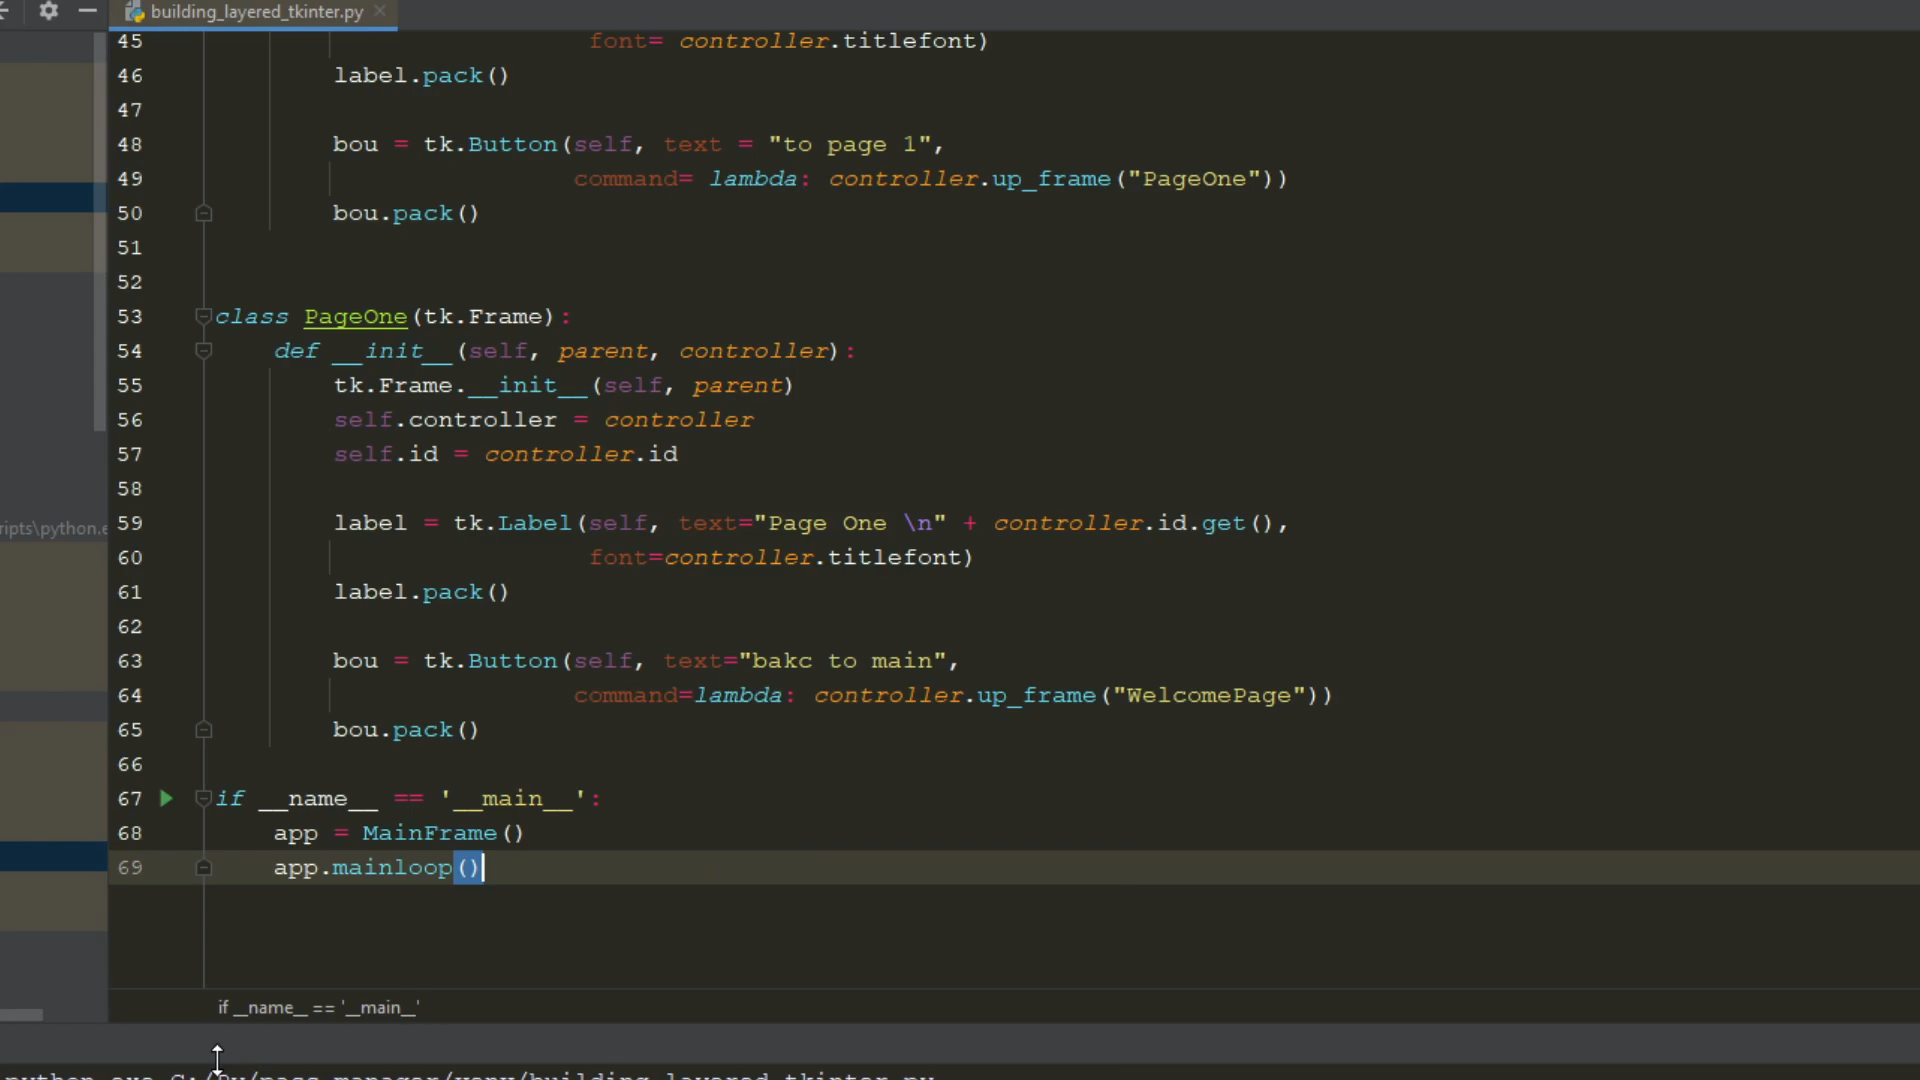 building_layered_tkinter.py
45 font= controller.titlefont)
46 label.pack()
47
48 bou = tk.Button(self, text = "to page 1",
49 command= lambda: controller.up_frame("PageOne"))
50 bou.pack()
51
52
53 class PageOne(tk.Frame):
54 def __init__(self, parent, controller):
55 tk.Frame.__init__(self, parent)
56 self.controller = controller
57 self.id = controller.id
58
59 label = tk.Label(self, text="Page One \n" + controller.id.get(),
60 font=controller.titlefont)
61 label.pack()
62
63 bou = tk.Button(self, text="bakc to main",
64 command=lambda: controller.up_frame("WelcomePage"))
65 bou.pack()
66
67 if __name__ == '__main__':
68 app = MainFrame()
69 app.mainloop()
ripts\python.e
if __name__ == '__main__'